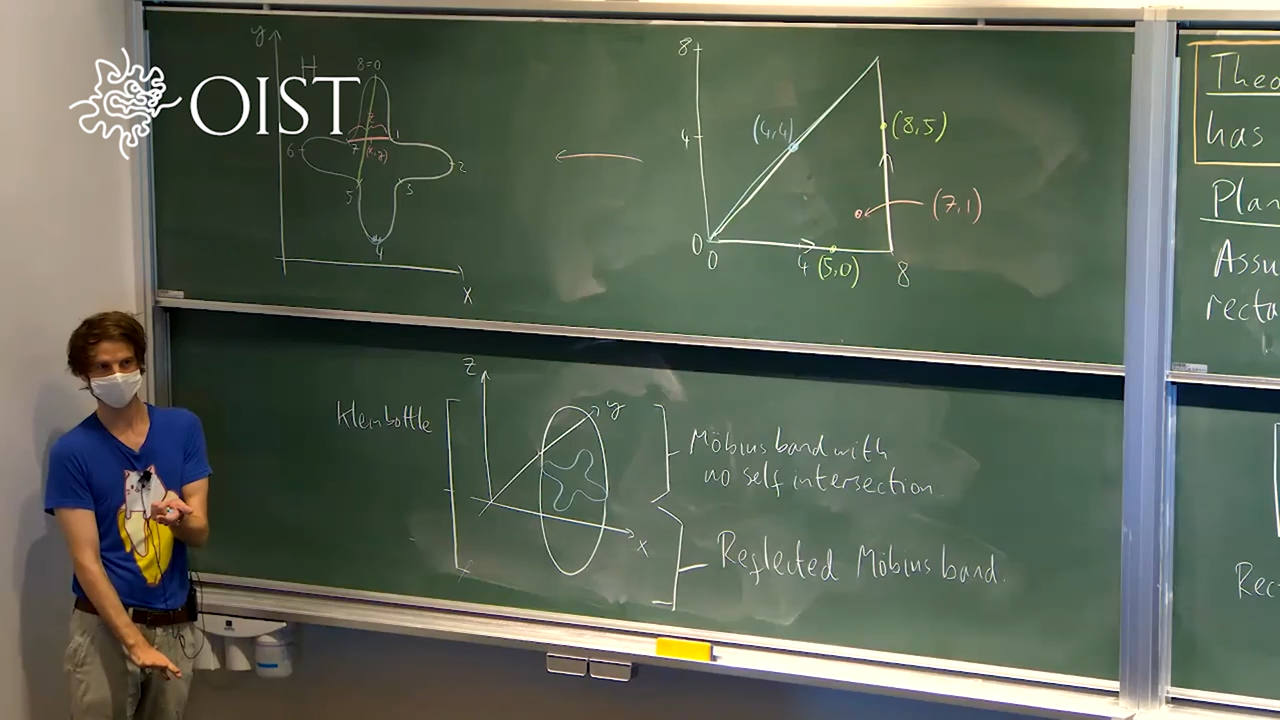 OIST
y
H
8=0
1
6
7
(x,y)
2
5
3
4
x
8
4
(4,4)
(8,5)
(7,1)
0
0
4
(5,0)
8
Theo
has
Plan
Assu
recta
z
y
Klein bottle
Möbius band with
no self intersection
x
Reflected Möbius band.
Rec